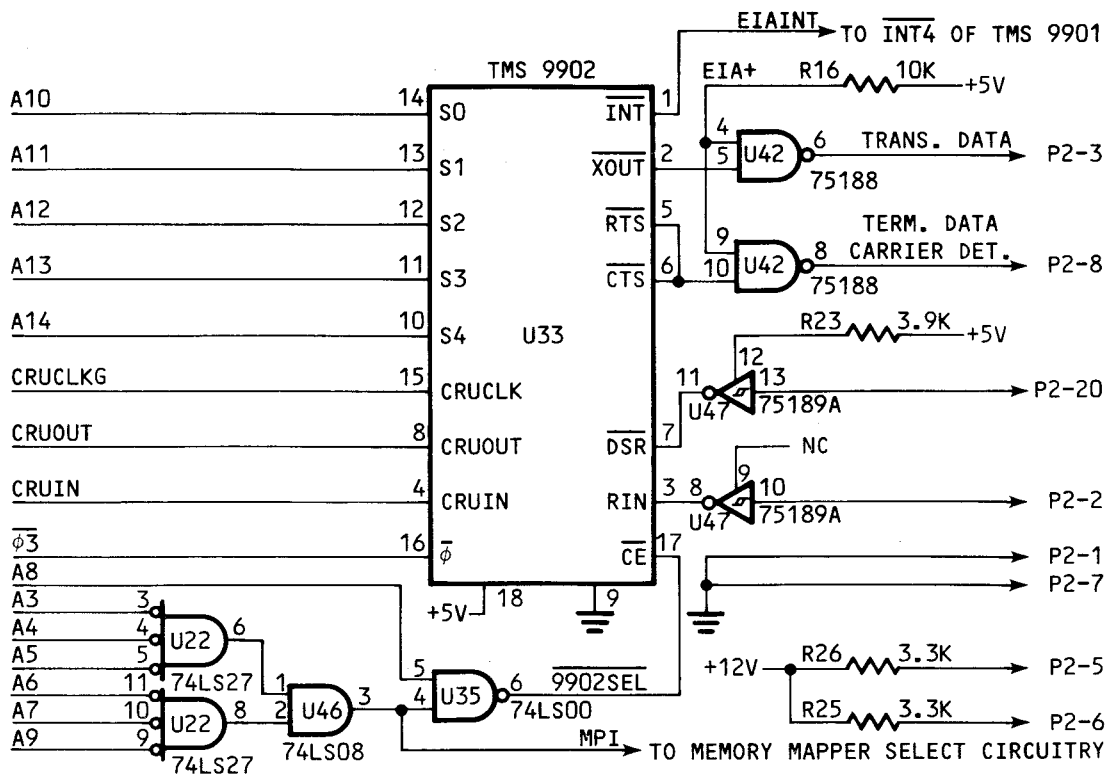 EIAINT
TO INT4 OF TMS 9901
TMS 9902
EIA+ R16 10K +5V
A10 14 S0 INT 1
4 6 TRANS. DATA P2-3
A11 13 S1 XOUT 2 5 U42
75188
A12 12 S2 RTS 5
TERM. DATA
CARRIER DET.
9 8 P2-8
A13 11 S3 CTS 6 10 U42
75188
A14 10 S4 U33
R23 3.9K +5V
12
CRUCLKG 15 CRUCLK
11 13 P2-20
U47 75189A
CRUOUT 8 CRUOUT DSR 7
NC
9
CRUIN 4 CRUIN RIN 3 8 10 P2-2
U47 75189A
φ3 16 φ CE 17
P2-1
A8 +5V 18 9 P2-7
A3 3
A4 4 U22 6
A5 5
74LS27
+12V R26 3.3K P2-5
A6 11
A7 10 U22 8
A9 9
74LS27
1 U46 3
2
74LS08
5 U35 6 9902SEL
4
74LS00
R25 3.3K P2-6
MPI TO MEMORY MAPPER SELECT CIRCUITRY